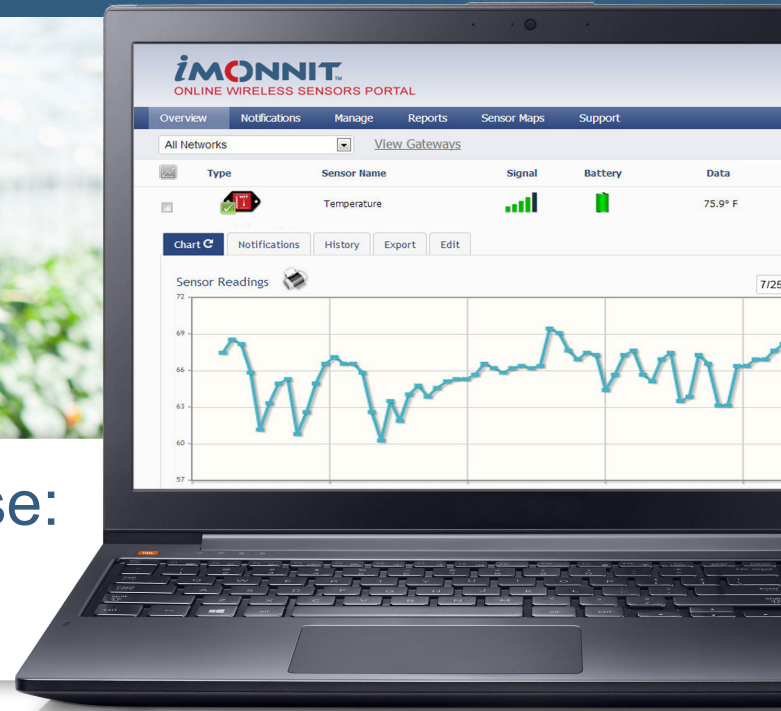 iMONNIT™
ONLINE WIRELESS SENSORS PORTAL
Overview Notifications Manage Reports Sensor Maps Support
All Networks View Gateways
Type Sensor Name Signal Battery Data
Temperature 75.9° F
Chart Notifications History Export Edit
Sensor Readings
7/25
72
69
66
63
60
57
se: